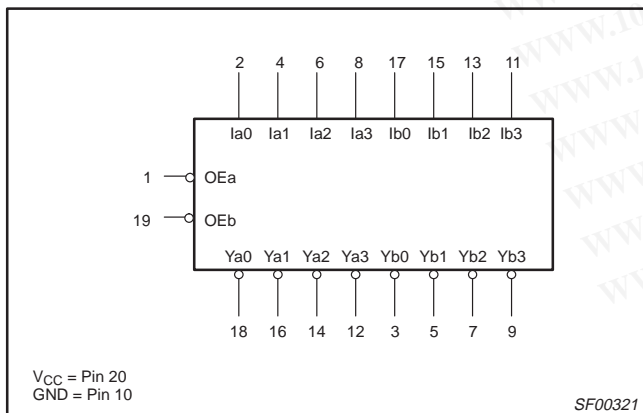 2 4 6 8 17 15 13 11
Ia0 Ia1 Ia2 Ia3 Ib0 Ib1 Ib2 Ib3
1 OEa
19 OEb
Ya0 Ya1 Ya2 Ya3 Yb0 Yb1 Yb2 Yb3
18 16 14 12 3 5 7 9
VCC = Pin 20
GND = Pin 10
SF00321